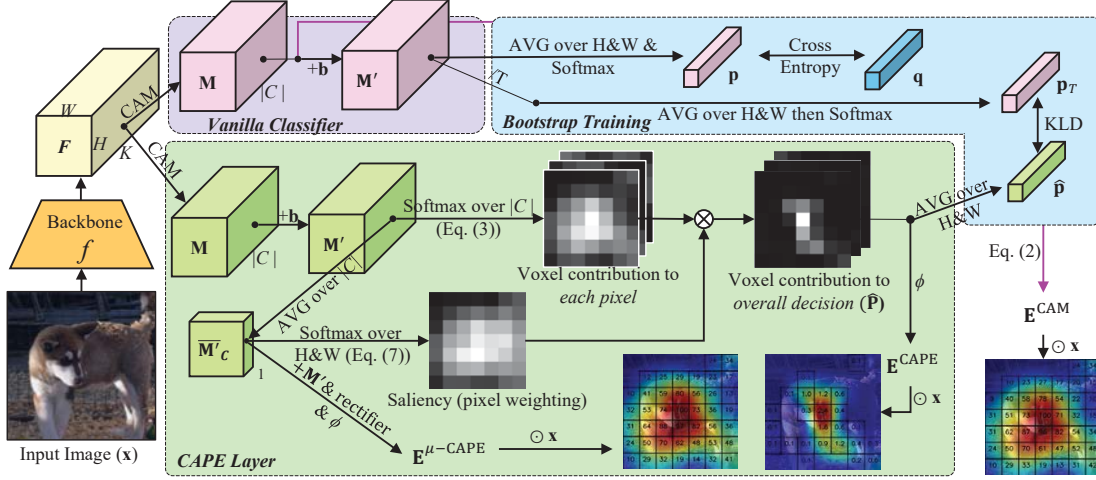 W
F
H
K
CAM
CAM
Backbone
f
Input Image (x)
M
|C|
+b
M′
Vanilla Classifier
/T
AVG over H&W &
Softmax
p
Cross
Entropy
q
AVG over H&W then Softmax
Bootstrap Training
p_T
KLD
p̂
AVG over
H&W
M
|C|
+b
M′
Softmax over |C|
(Eq. (3))
Voxel contribution to
each pixel
⊗
Voxel contribution to
overall decision (P̂)
ϕ
Eq. (2)
E^CAM
⊙ x
AVG over |C|
M̅′_C
1
Softmax over
H&W (Eq. (7))
Saliency (pixel weighting)
+M′& rectifier
& ϕ
E^μ−CAPE
⊙ x
E^CAPE
⊙ x
CAPE Layer